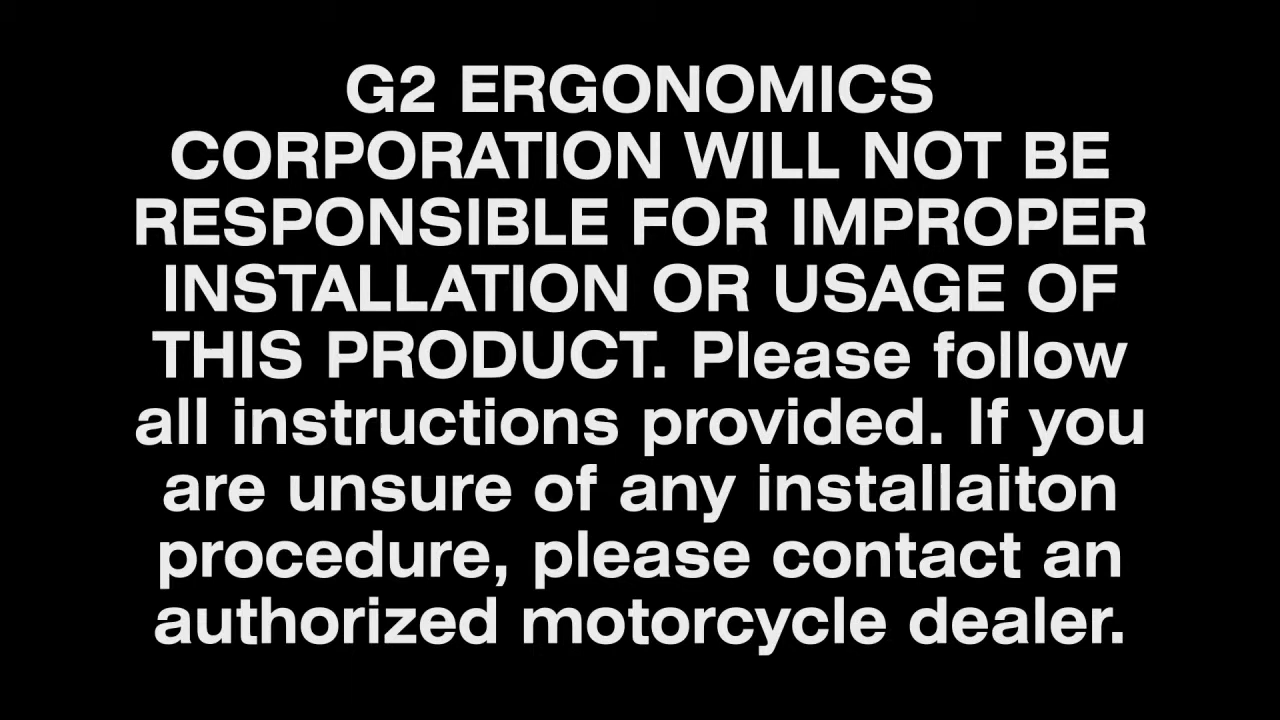 G2 ERGONOMICS
CORPORATION WILL NOT BE
RESPONSIBLE FOR IMPROPER
INSTALLATION OR USAGE OF
THIS PRODUCT. Please follow
all instructions provided. If you
are unsure of any installaiton
procedure, please contact an
authorized motorcycle dealer.